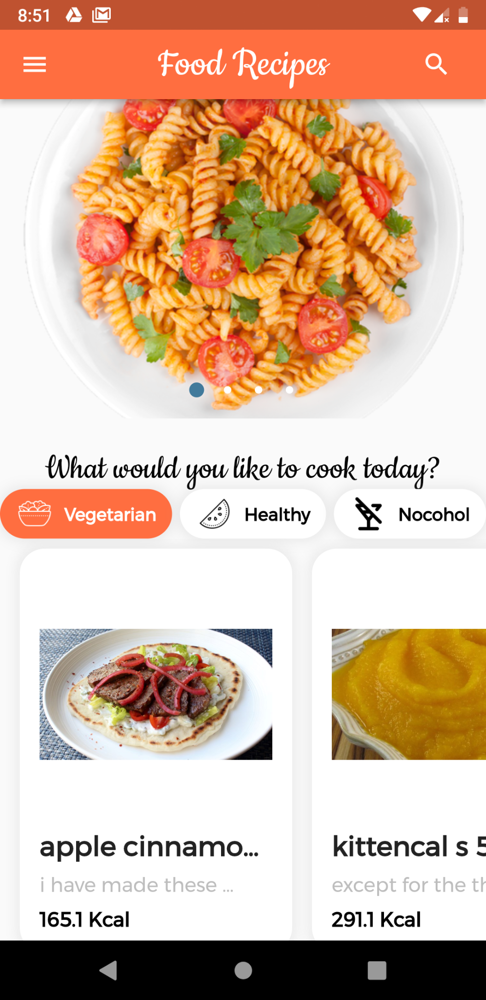 8:51
Food Recipes
What would you like to cook today?
Vegetarian
Healthy
Nocohol
apple cinnamo...
i have made these ...
165.1 Kcal
kittencal s 5
except for the th
291.1 Kcal